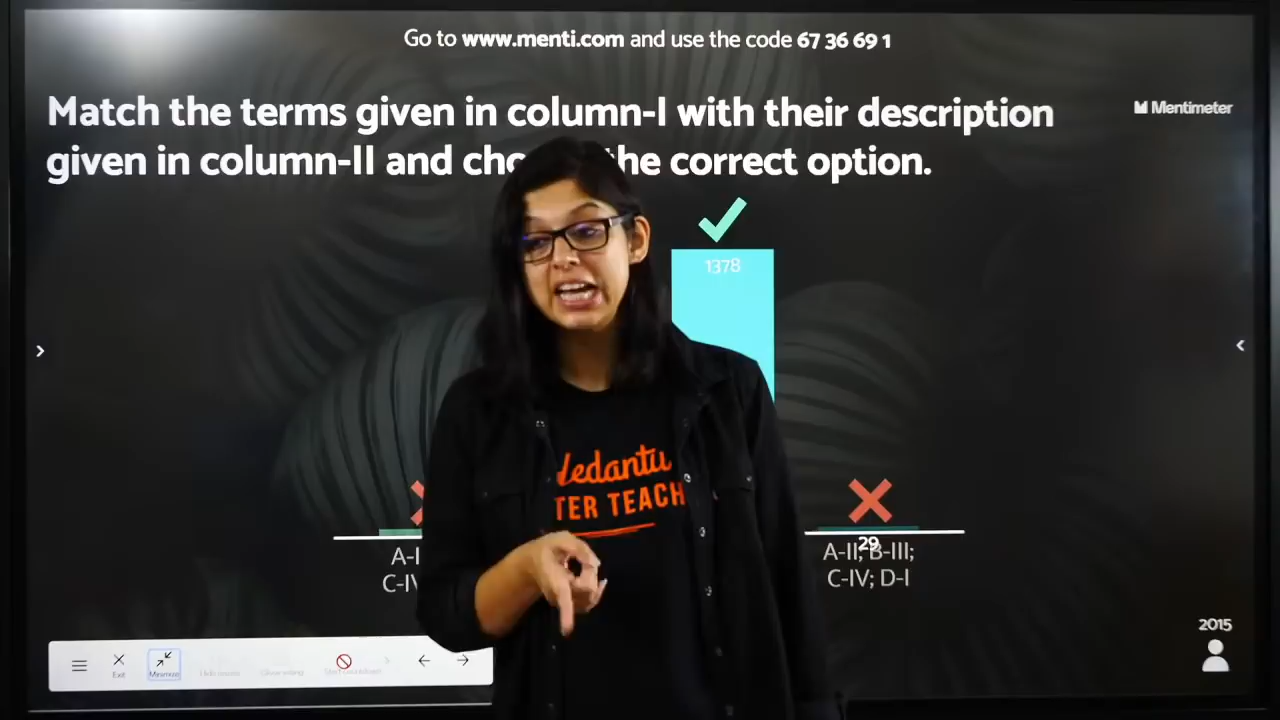 Go to www.menti.com and use the code 67 36 69 1
Match the terms given in column-I with their description
given in column-II and the correct option.
Mentimeter
1378
29
A-II; B-III;
C-IV; D-I
Vedantu
TER TEACH
2015
Exit
Minimize